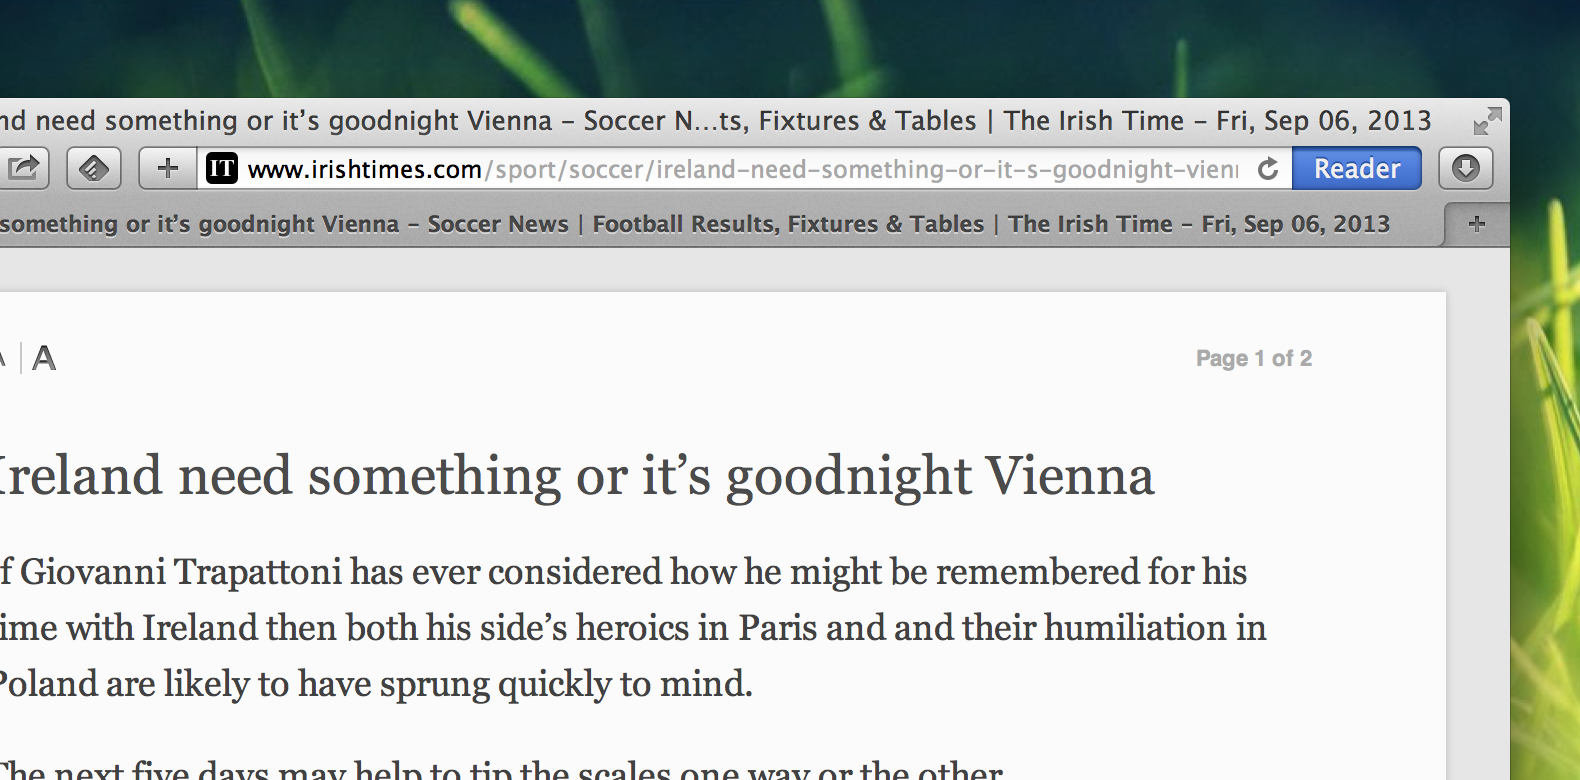 nd need something or it’s goodnight Vienna – Soccer N...ts, Fixtures & Tables | The Irish Time – Fri, Sep 06, 2013
IT www.irishtimes.com/sport/soccer/ireland-need-something-or-it-s-goodnight-vienn Reader
something or it’s goodnight Vienna – Soccer News | Football Results, Fixtures & Tables | The Irish Time – Fri, Sep 06, 2013
A Page 1 of 2
Ireland need something or it’s goodnight Vienna
f Giovanni Trapattoni has ever considered how he might be remembered for his
ime with Ireland then both his side’s heroics in Paris and and their humiliation in
Poland are likely to have sprung quickly to mind.
The next five days may help to tip the scales one way or the other